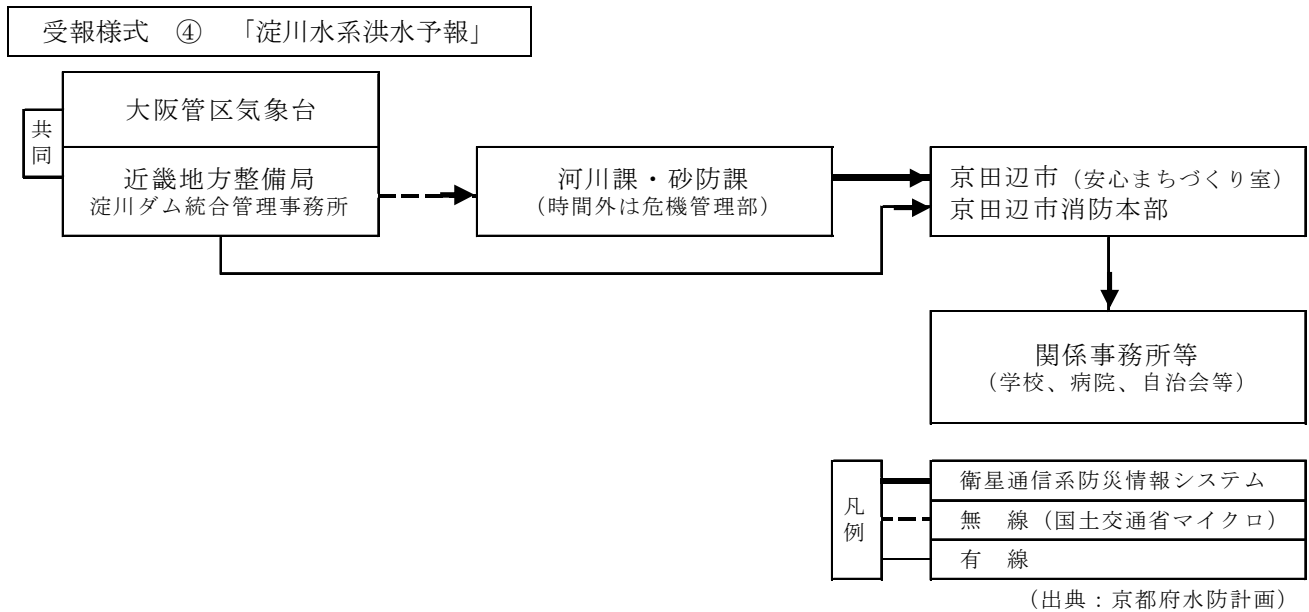 受報様式　④　「淀川水系洪水予報」
共同
大阪管区気象台
近畿地方整備局
淀川ダム統合管理事務所
河川課・砂防課
（時間外は危機管理部）
京田辺市（安心まちづくり室）
京田辺市消防本部
関係事務所等
（学校、病院、自治会等）
凡例
衛星通信系防災情報システム
無　線（国土交通省マイクロ）
有　線
（出典：京都府水防計画）